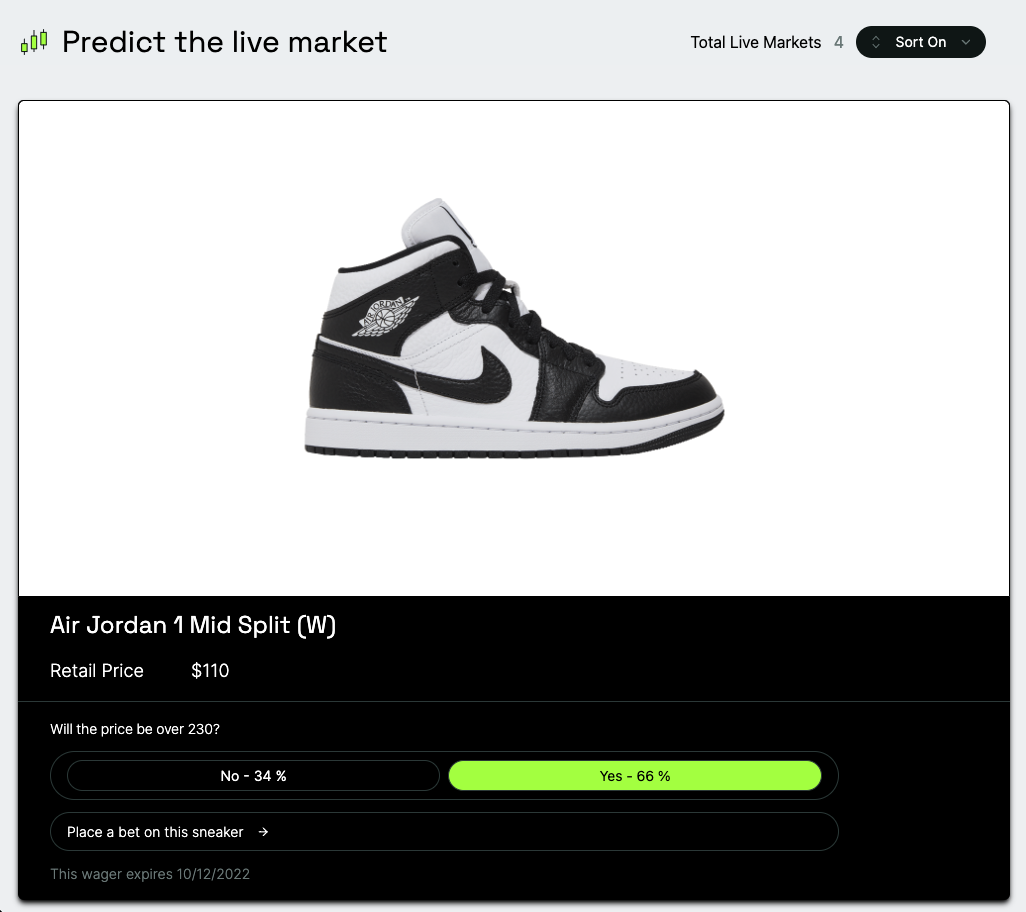 Predict the live market
Total Live Markets 4
Sort On
AIR JORDAN
Air Jordan 1 Mid Split (W)
Retail Price $110
Will the price be over 230?
No - 34 %
Yes - 66 %
Place a bet on this sneaker →
This wager expires 10/12/2022